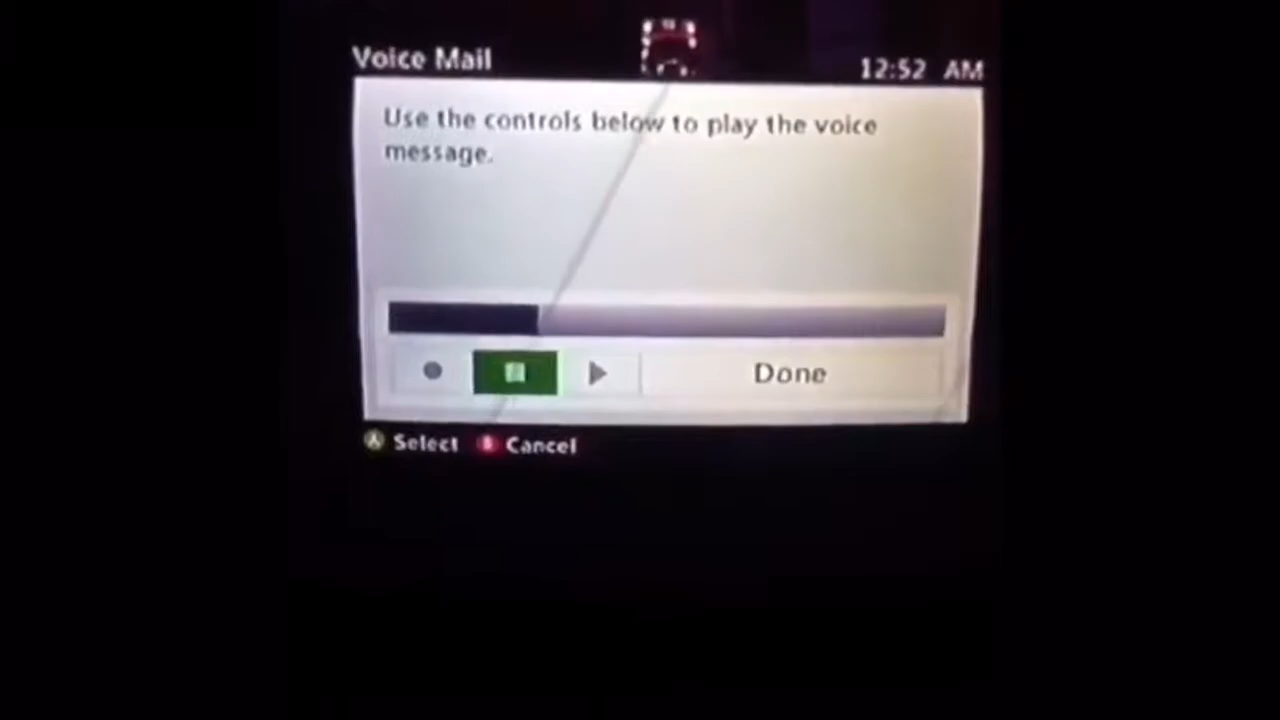 Voice Mail
12:52 AM
Use the controls below to play the voice
message.
Done
A Select B Cancel